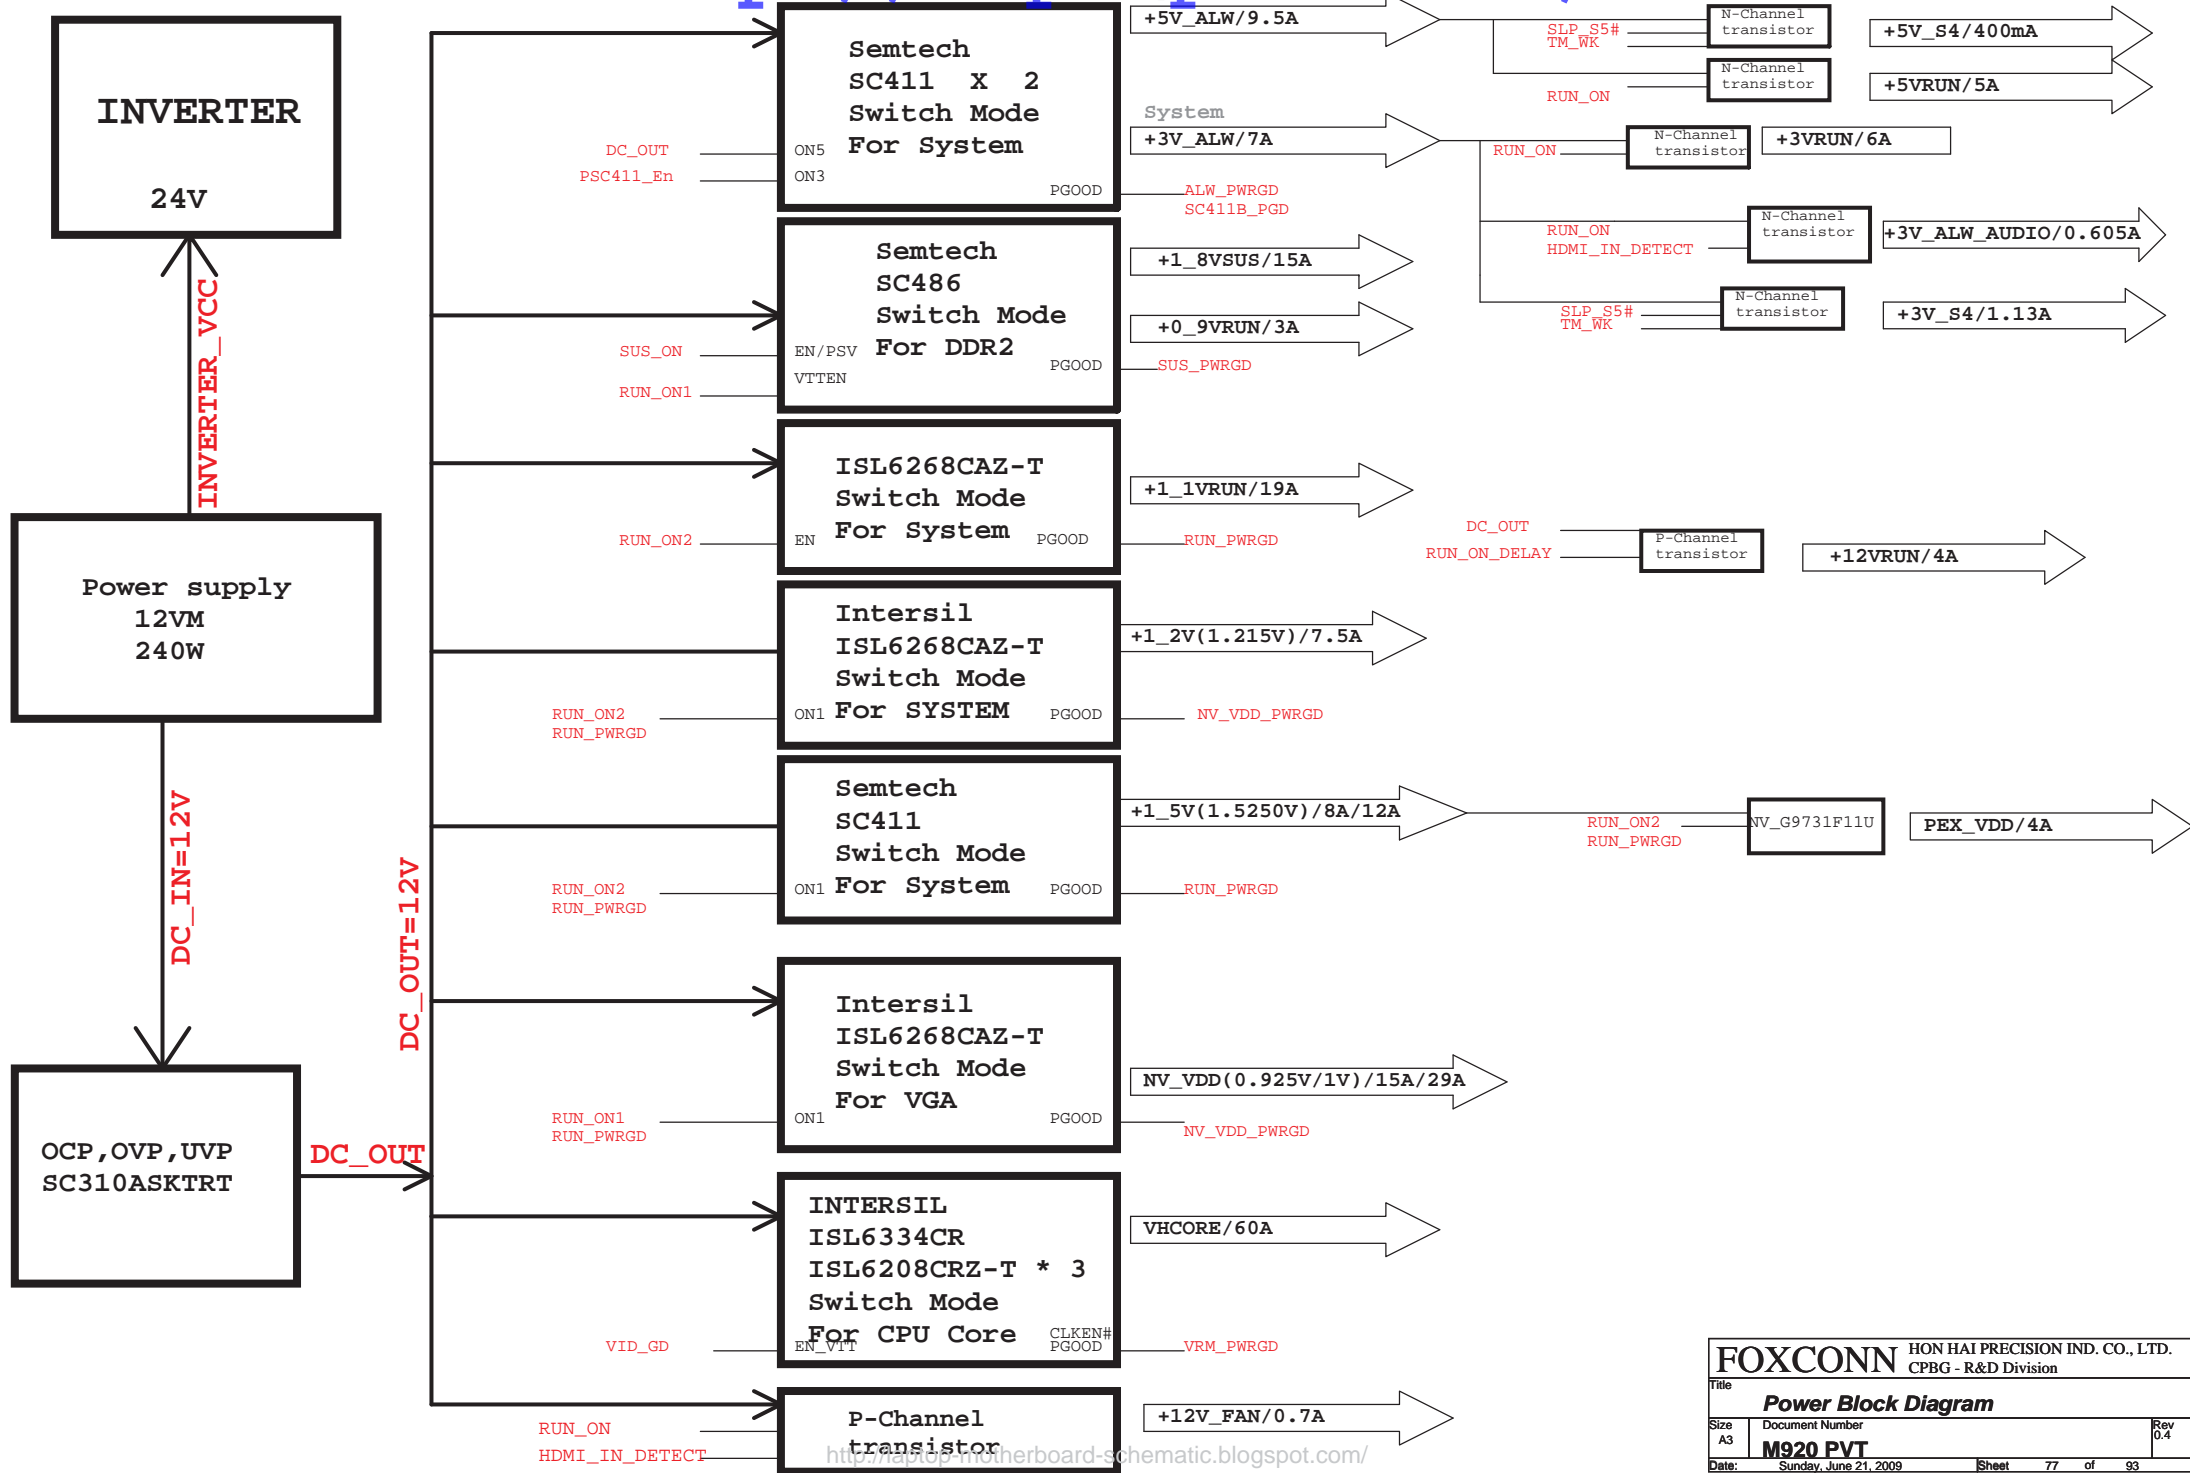 INVERTER
24V
INVERTER_VCC
Power supply
12VM
240W
DC_IN=12V
OCP,OVP,UVP
SC310ASKTRT
DC_OUT
DC_OUT=12V
Semtech
SC411 X 2
Switch Mode
For System
DC_OUT
ON5
PSC411_En
ON3
PGOOD
ALW_PWRGD
SC411B_PGD
+5V_ALW/9.5A
System
+3V_ALW/7A
SLP_S5#
TM_WK
N-Channel
transistor
+5V_S4/400mA
RUN_ON
N-Channel
transistor
+5VRUN/5A
RUN_ON
N-Channel
transistor
+3VRUN/6A
RUN_ON
HDMI_IN_DETECT
N-Channel
transistor
+3V_ALW_AUDIO/0.605A
SLP_S5#
TM_WK
N-Channel
transistor
+3V_S4/1.13A
Semtech
SC486
Switch Mode
For DDR2
SUS_ON
EN/PSV
VTTEN
RUN_ON1
PGOOD
SUS_PWRGD
+1_8VSUS/15A
+0_9VRUN/3A
ISL6268CAZ-T
Switch Mode
For System
RUN_ON2
EN
PGOOD
RUN_PWRGD
+1_1VRUN/19A
DC_OUT
RUN_ON_DELAY
P-Channel
transistor
+12VRUN/4A
Intersil
ISL6268CAZ-T
Switch Mode
For SYSTEM
RUN_ON2
RUN_PWRGD
ON1
PGOOD
NV_VDD_PWRGD
+1_2V(1.215V)/7.5A
Semtech
SC411
Switch Mode
For System
RUN_ON2
RUN_PWRGD
ON1
PGOOD
RUN_PWRGD
+1_5V(1.5250V)/8A/12A
RUN_ON2
RUN_PWRGD
NV_G9731F11U
PEX_VDD/4A
Intersil
ISL6268CAZ-T
Switch Mode
For VGA
RUN_ON1
RUN_PWRGD
ON1
PGOOD
NV_VDD_PWRGD
NV_VDD(0.925V/1V)/15A/29A
INTERSIL
ISL6334CR
ISL6208CRZ-T * 3
Switch Mode
For CPU Core
VID_GD
EN_VTT
CLKEN#
PGOOD
VRM_PWRGD
VHCORE/60A
P-Channel
transistor
RUN_ON
HDMI_IN_DETECT
+12V_FAN/0.7A
http://laptop-motherboard-schematic.blogspot.com/
FOXCONN HON HAI PRECISION IND. CO., LTD.
CPBG - R&D Division
Title
Power Block Diagram
Size Document Number Rev
A3 M920 PVT 0.4
Date: Sunday, June 21, 2009 Sheet 77 of 93